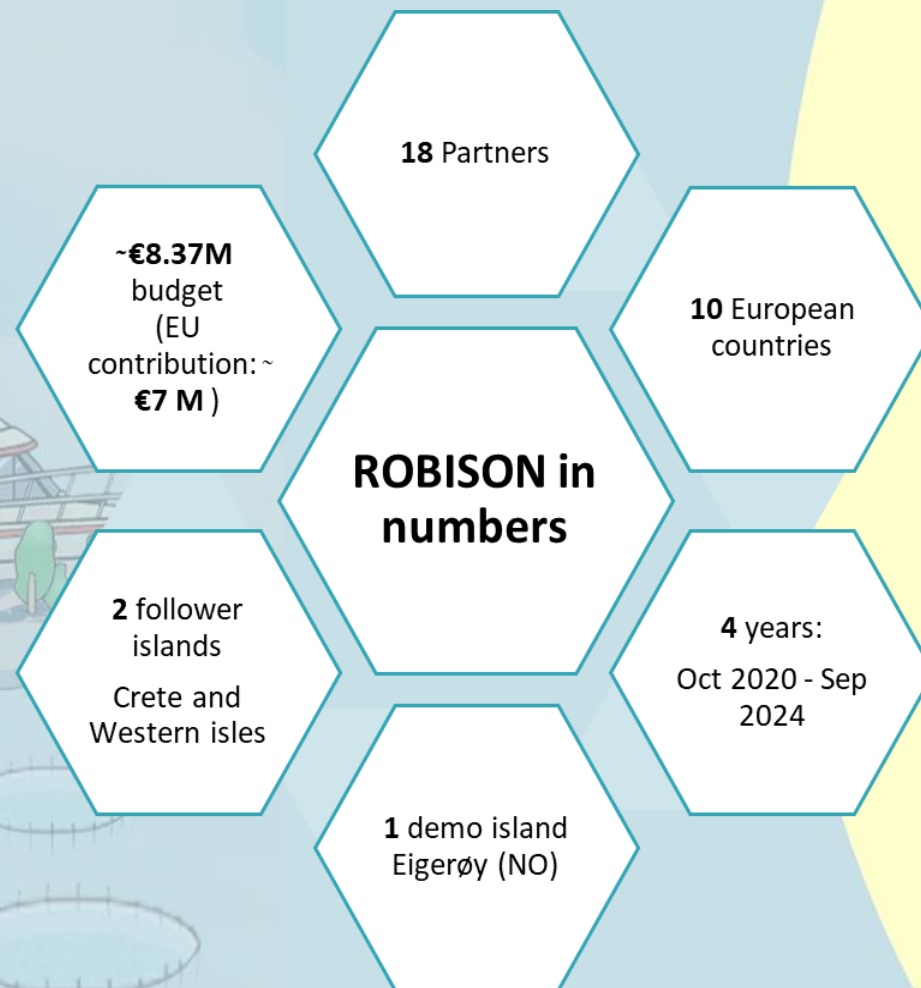 18 Partners
~€8.37M
budget
(EU
contribution: ~
€7 M )
10 European
countries
ROBISON in
numbers
2 follower
islands
Crete and
Western isles
4 years:
Oct 2020 - Sep
2024
1 demo island
Eigerøy (NO)